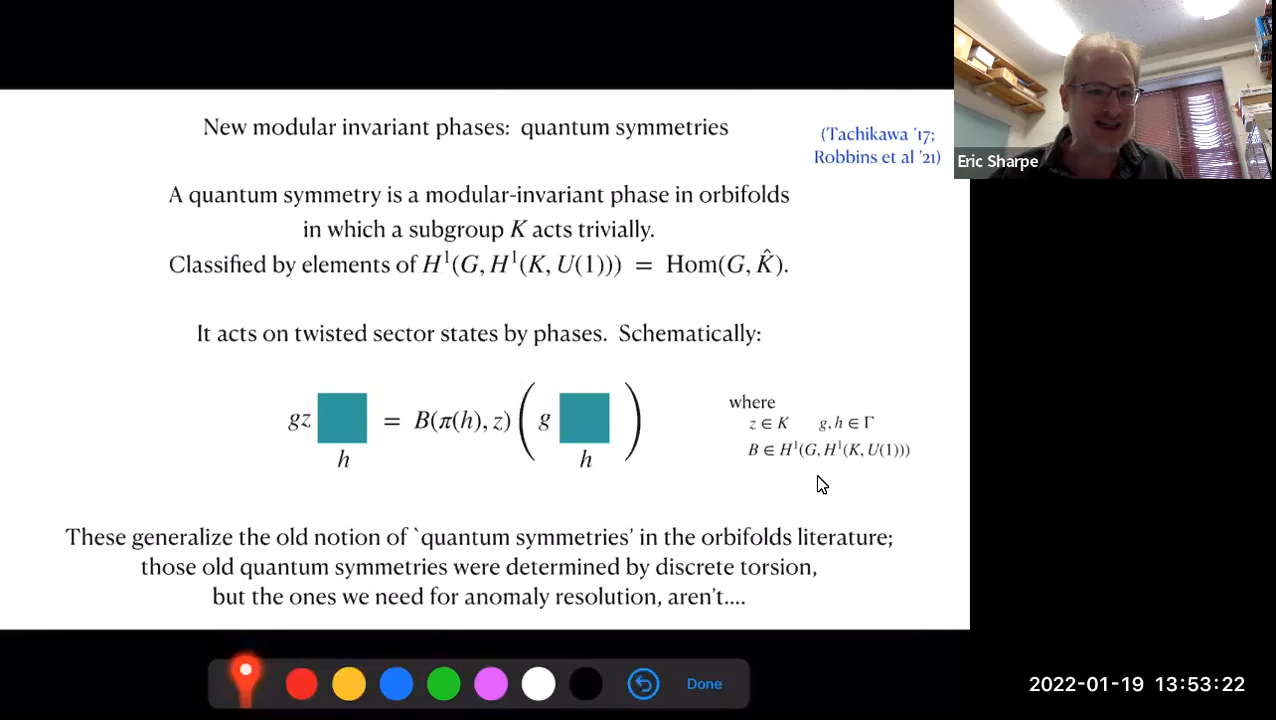 New modular invariant phases: quantum symmetries
(Tachikawa '17;
Robbins et al '21)
Eric Sharpe
A quantum symmetry is a modular-invariant phase in orbifolds
in which a subgroup K acts trivially.
Classified by elements of H¹(G, H¹(K, U(1))) = Hom(G, K̂).
It acts on twisted sector states by phases. Schematically:
gz = B(π(h), z) ( g )
h h
where
z ∈ K g, h ∈ Γ
B ∈ H¹(G, H¹(K, U(1)))
These generalize the old notion of `quantum symmetries' in the orbifolds literature;
those old quantum symmetries were determined by discrete torsion,
but the ones we need for anomaly resolution, aren't....
Done
2022-01-19 13:53:22